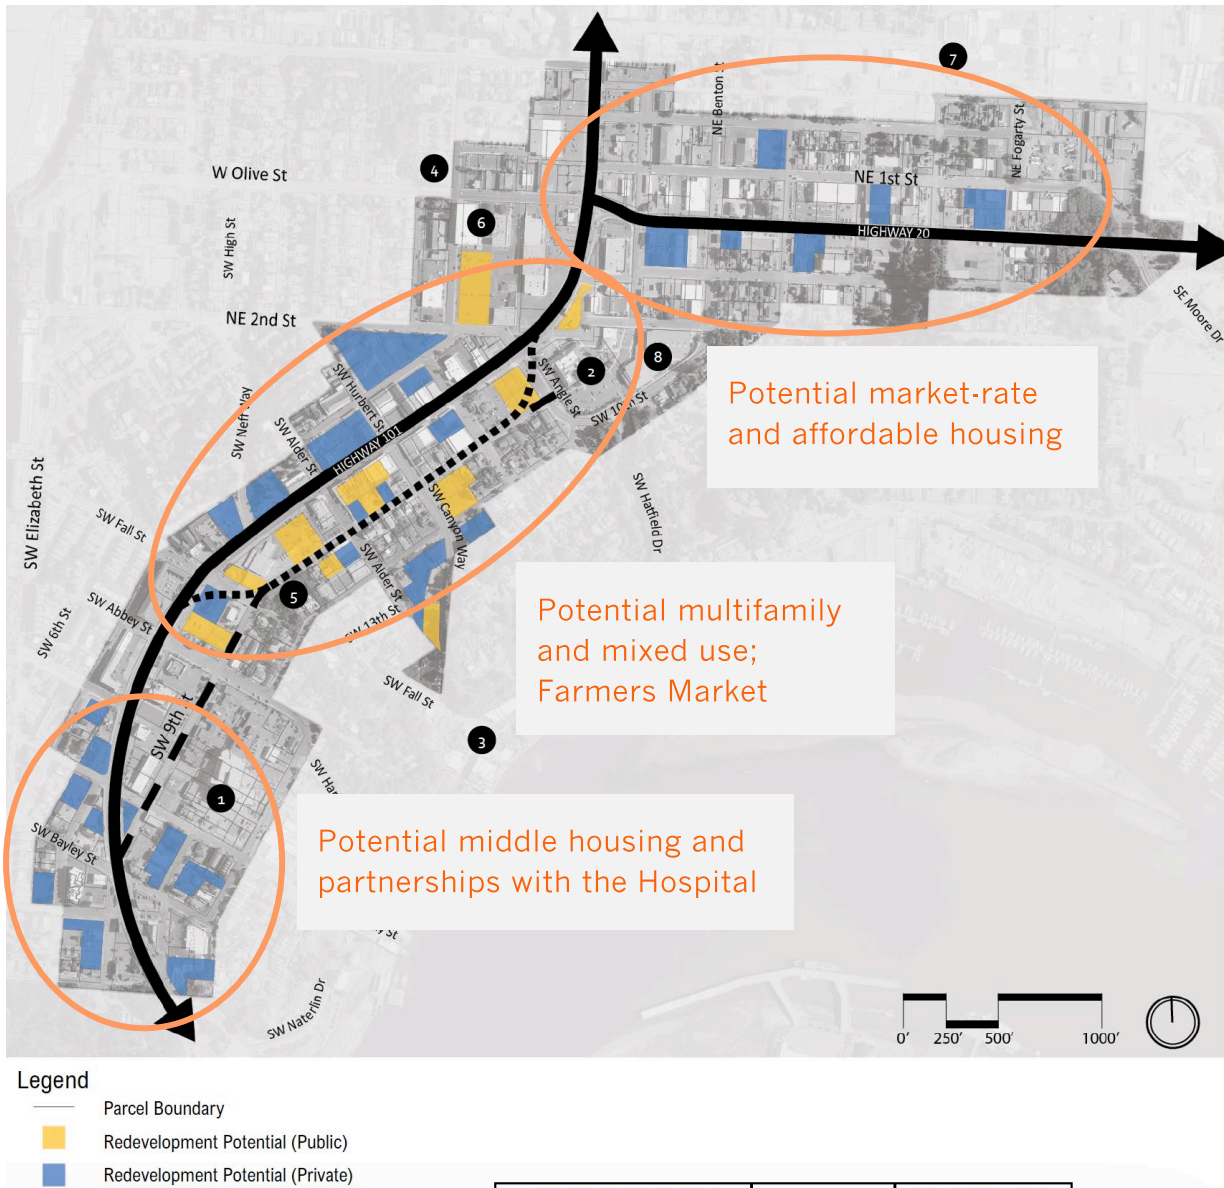 7
NE Benton St
NE Fogarty St
4
W Olive St
NE 1st St
6
SW High St
HIGHWAY 20
SE Moore Dr
NE 2nd St
8
2
SW Angle St
SW 10th St
SW Hurbert St
SW Neff Way
SW Alder St
HIGHWAY 101
Potential market-rate
and affordable housing
SW Elizabeth St
SW Fall St
SW Canyon Way
SW Hatfield Dr
SW Alder St
5
SW Abbey St
SW 6th St
SW 13th St
SW Fall St
Potential multifamily
and mixed use;
Farmers Market
SW 9th St
3
1
SW Bayley St
Potential middle housing and
partnerships with the Hospital
SW Naterlin Dr
0' 250' 500' 1000'
Legend
Parcel Boundary
Redevelopment Potential (Public)
Redevelopment Potential (Private)